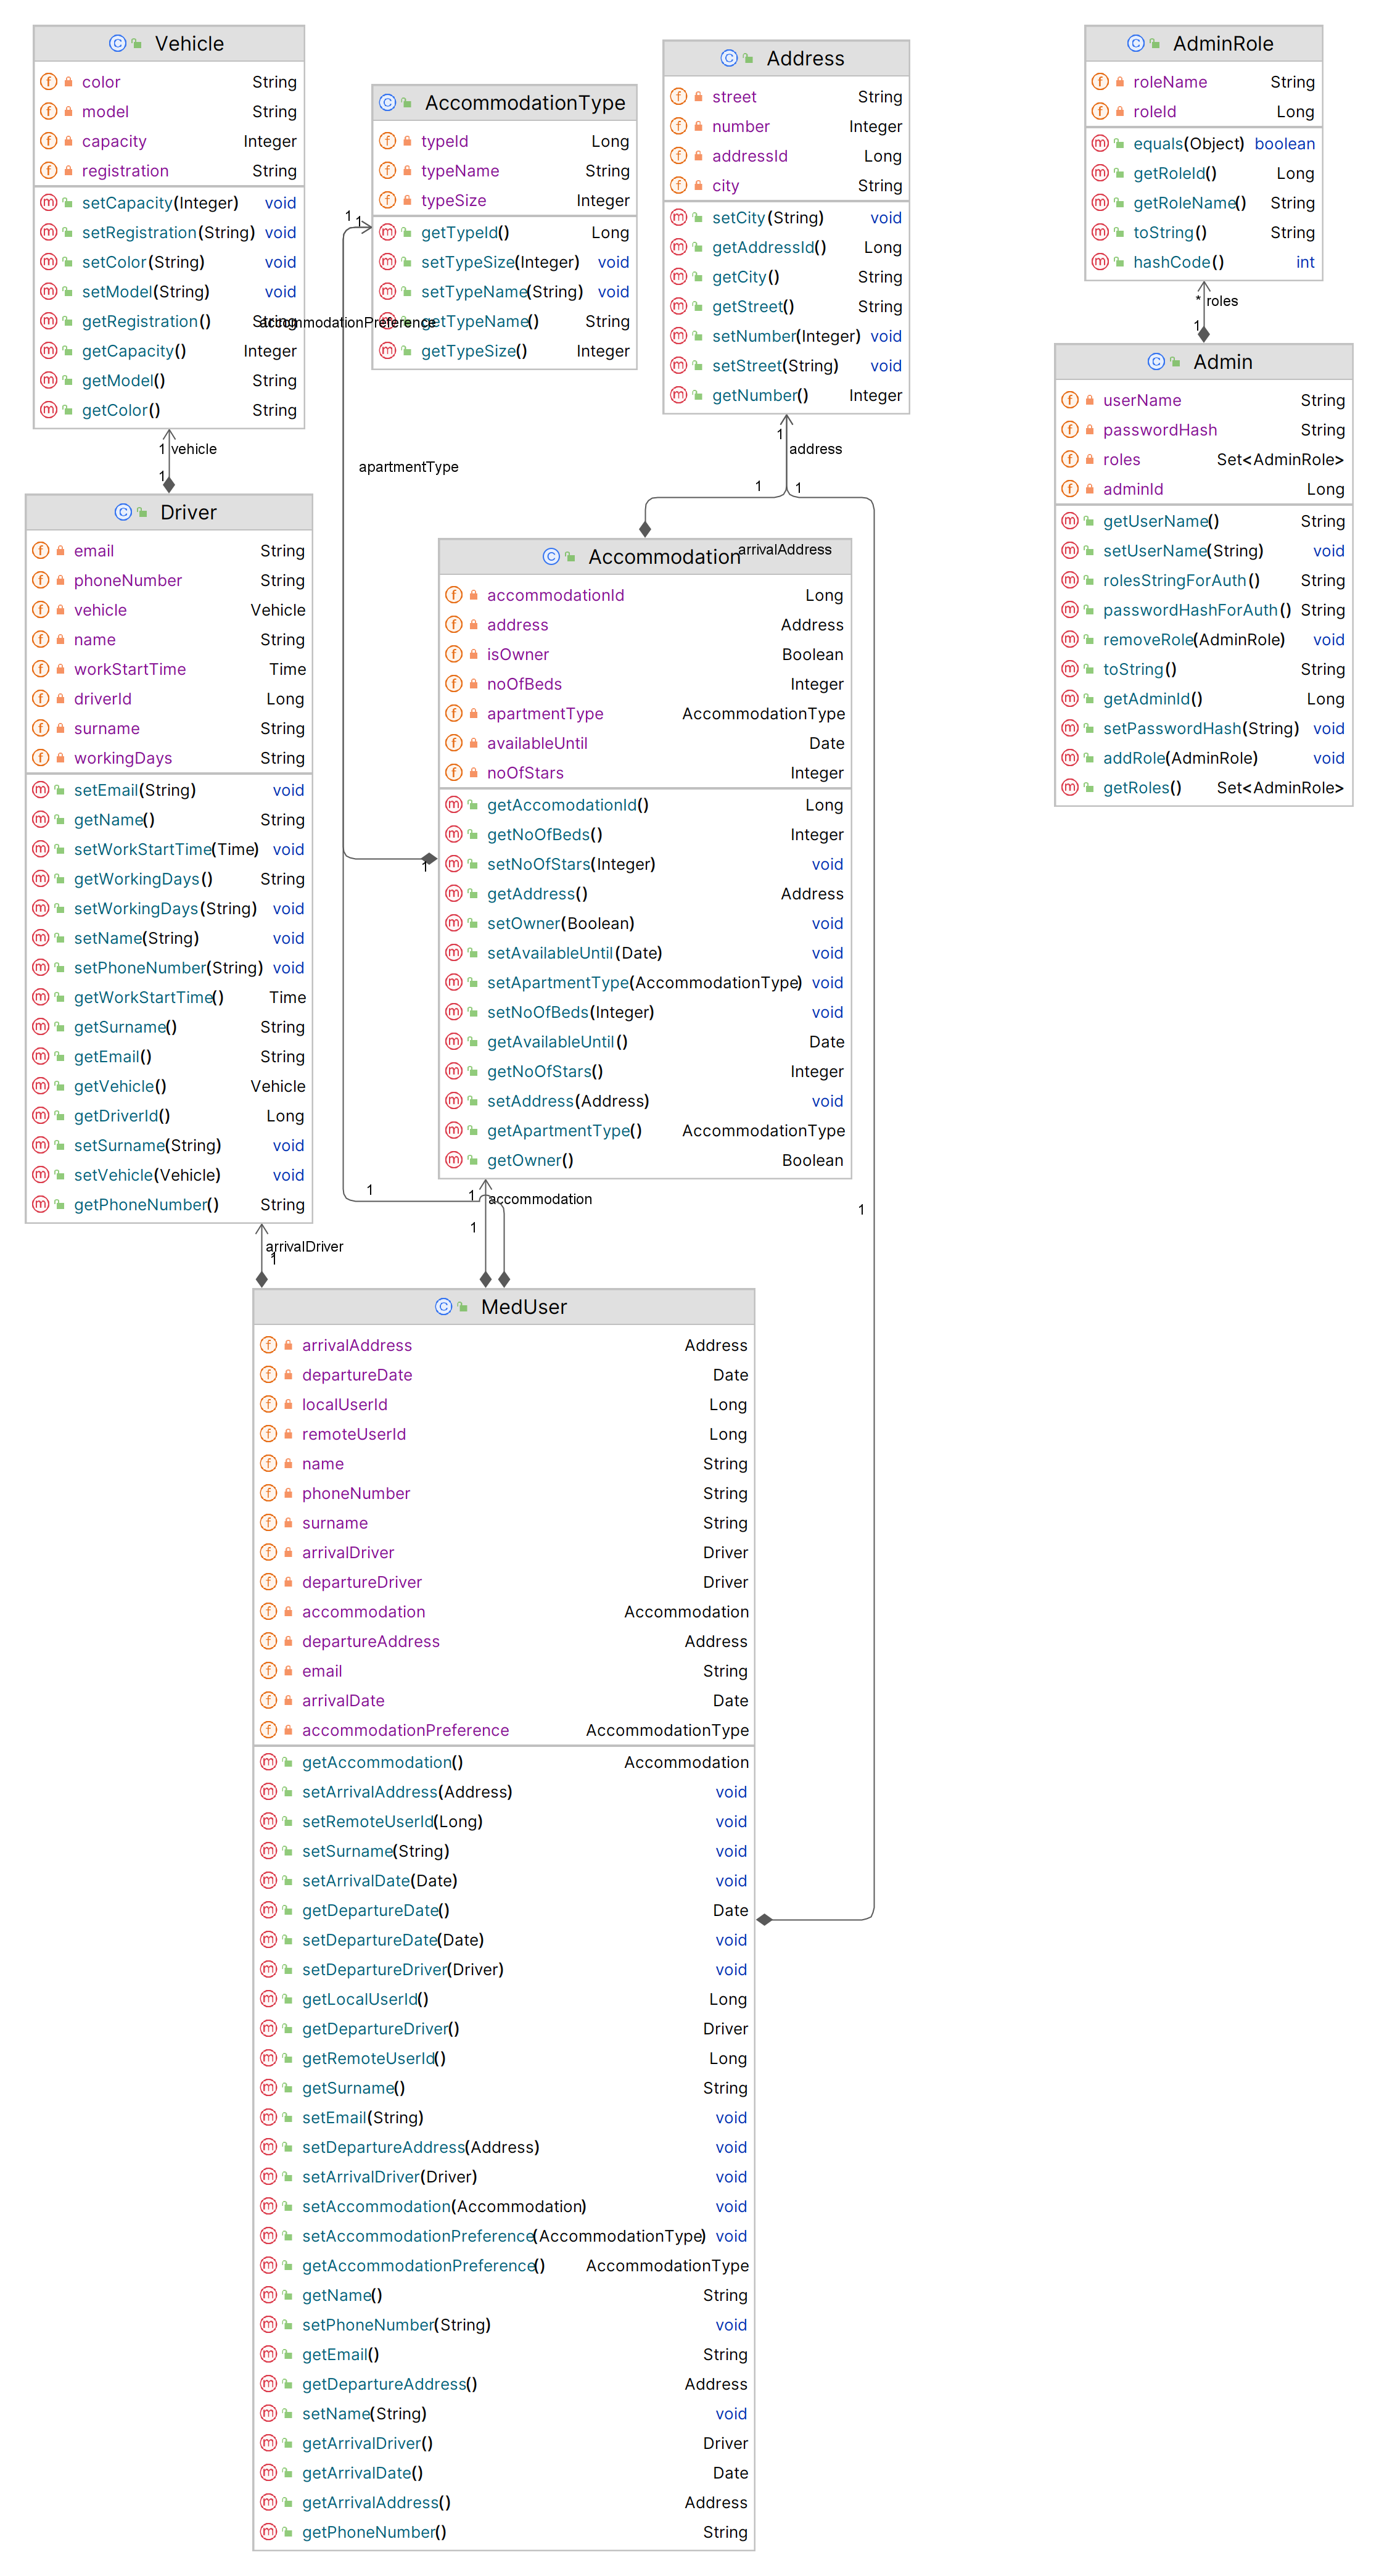 Vehicle
color String
model String
capacity Integer
registration String
setCapacity(Integer) void
setRegistration(String) void
setColor(String) void
setModel(String) void
getRegistration() String
getCapacity() Integer
getModel() String
getColor() String
AccommodationType
typeId Long
typeName String
typeSize Integer
getTypeId() Long
setTypeSize(Integer) void
setTypeName(String) void
getTypeName() String
getTypeSize() Integer
Address
street String
number Integer
addressId Long
city String
setCity(String) void
getAddressId() Long
getCity() String
getStreet() String
setNumber(Integer) void
setStreet(String) void
getNumber() Integer
AdminRole
roleName String
roleId Long
equals(Object) boolean
getRoleId() Long
getRoleName() String
toString() String
hashCode() int
* roles
1
Admin
userName String
passwordHash String
roles Set<AdminRole>
adminId Long
getUserName() String
setUserName(String) void
rolesStringForAuth() String
passwordHashForAuth() String
removeRole(AdminRole) void
toString() String
getAdminId() Long
setPasswordHash(String) void
addRole(AdminRole) void
getRoles() Set<AdminRole>
1 1
accommodationPreference
1 vehicle
1
apartmentType
1
address
1 1
Driver
email String
phoneNumber String
vehicle Vehicle
name String
workStartTime Time
driverId Long
surname String
workingDays String
setEmail(String) void
getName() String
setWorkStartTime(Time) void
getWorkingDays() String
setWorkingDays(String) void
setName(String) void
setPhoneNumber(String) void
getWorkStartTime() Time
getSurname() String
getEmail() String
getVehicle() Vehicle
getDriverId() Long
setSurname(String) void
setVehicle(Vehicle) void
getPhoneNumber() String
Accommodation
arrivalAddress
accommodationId Long
address Address
isOwner Boolean
noOfBeds Integer
apartmentType AccommodationType
availableUntil Date
noOfStars Integer
getAccomodationId() Long
getNoOfBeds() Integer
setNoOfStars(Integer) void
getAddress() Address
setOwner(Boolean) void
setAvailableUntil(Date) void
setApartmentType(AccommodationType) void
setNoOfBeds(Integer) void
getAvailableUntil() Date
getNoOfStars() Integer
setAddress(Address) void
getApartmentType() AccommodationType
getOwner() Boolean
1
1
1 accommodation
1
1
arrivalDriver
1
MedUser
arrivalAddress Address
departureDate Date
localUserId Long
remoteUserId Long
name String
phoneNumber String
surname String
arrivalDriver Driver
departureDriver Driver
accommodation Accommodation
departureAddress Address
email String
arrivalDate Date
accommodationPreference AccommodationType
getAccommodation() Accommodation
setArrivalAddress(Address) void
setRemoteUserId(Long) void
setSurname(String) void
setArrivalDate(Date) void
getDepartureDate() Date
setDepartureDate(Date) void
setDepartureDriver(Driver) void
getLocalUserId() Long
getDepartureDriver() Driver
getRemoteUserId() Long
getSurname() String
setEmail(String) void
setDepartureAddress(Address) void
setArrivalDriver(Driver) void
setAccommodation(Accommodation) void
setAccommodationPreference(AccommodationType) void
getAccommodationPreference() AccommodationType
getName() String
setPhoneNumber(String) void
getEmail() String
getDepartureAddress() Address
setName(String) void
getArrivalDriver() Driver
getArrivalDate() Date
getArrivalAddress() Address
getPhoneNumber() String